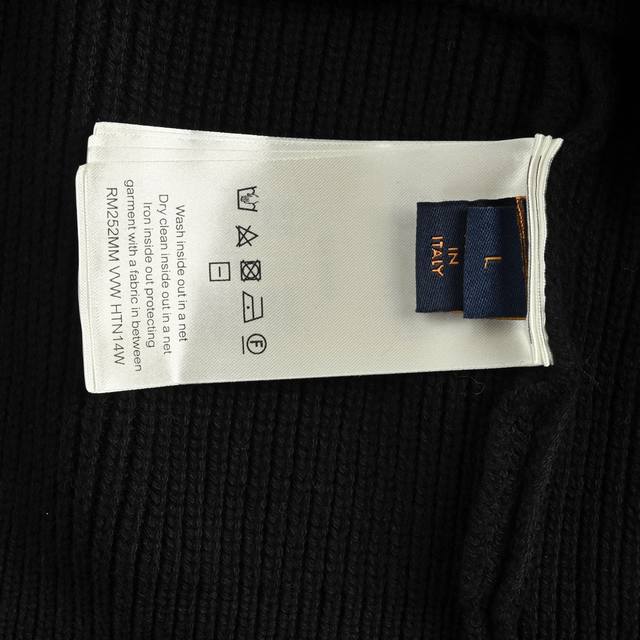 Wash inside out in a net
Dry clean inside out in a net
Iron inside out protecting
garment with a fabric in between
RM252MM VVW HTN14W
F
IN
ITALY
L